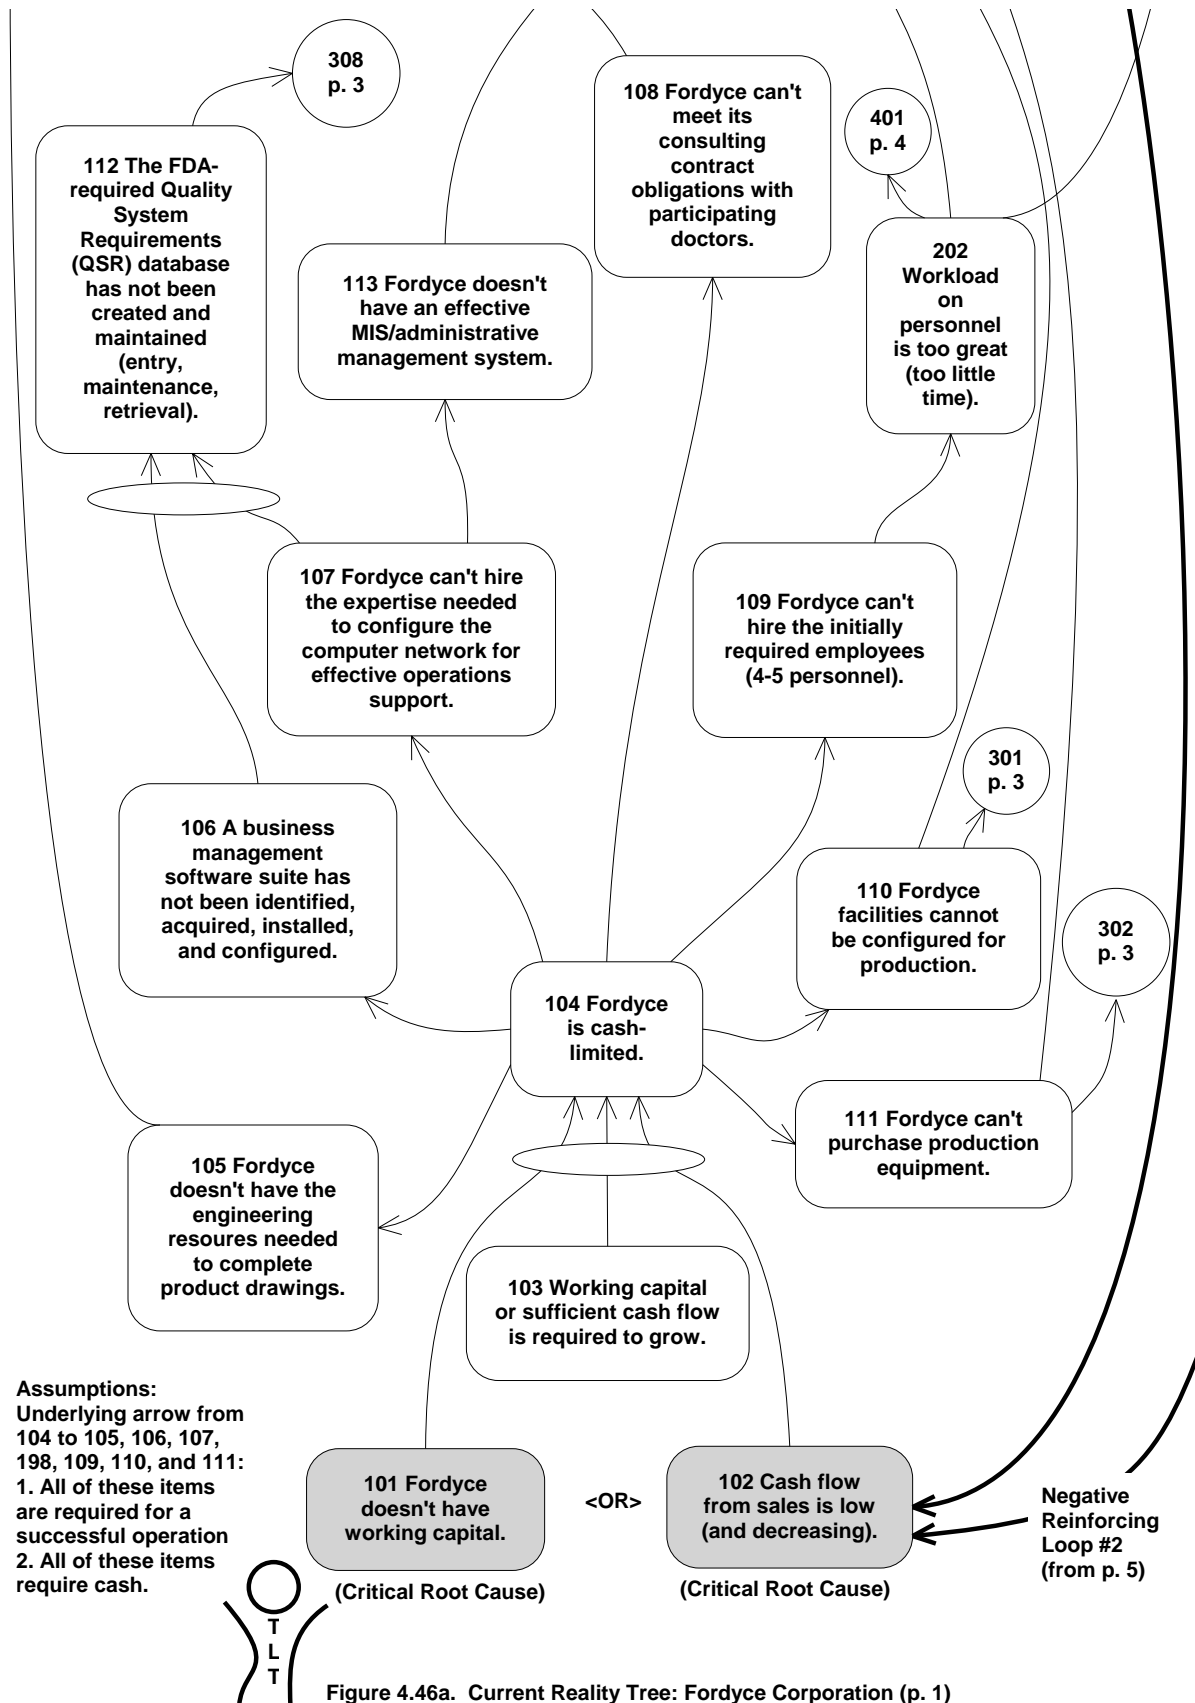 308
p. 3
108 Fordyce can't
meet its
consulting
contract
obligations with
participating
doctors.
401
p. 4
112 The FDA-
required Quality
System
Requirements
(QSR) database
has not been
created and
maintained
(entry,
maintenance,
retrieval).
113 Fordyce doesn't
have an effective
MIS/administrative
management system.
202
Workload
on
personnel
is too great
(too little
time).
107 Fordyce can't hire
the expertise needed
to configure the
computer network for
effective operations
support.
109 Fordyce can't
hire the initially
required employees
(4-5 personnel).
301
p. 3
106 A business
management
software suite has
not been identified,
acquired, installed,
and configured.
110 Fordyce
facilities cannot
be configured for
production.
302
p. 3
104 Fordyce
is cash-
limited.
111 Fordyce can't
purchase production
equipment.
105 Fordyce
doesn't have the
engineering
resoures needed
to complete
product drawings.
103 Working capital
or sufficient cash flow
is required to grow.
Assumptions:
Underlying arrow from
104 to 105, 106, 107,
198, 109, 110, and 111:
1. All of these items
are required for a
successful operation
2. All of these items
require cash.
101 Fordyce
doesn't have
working capital.
<OR>
102 Cash flow
from sales is low
(and decreasing).
Negative
Reinforcing
Loop #2
(from p. 5)
(Critical Root Cause)
(Critical Root Cause)
T
L
T
Figure 4.46a. Current Reality Tree: Fordyce Corporation (p. 1)